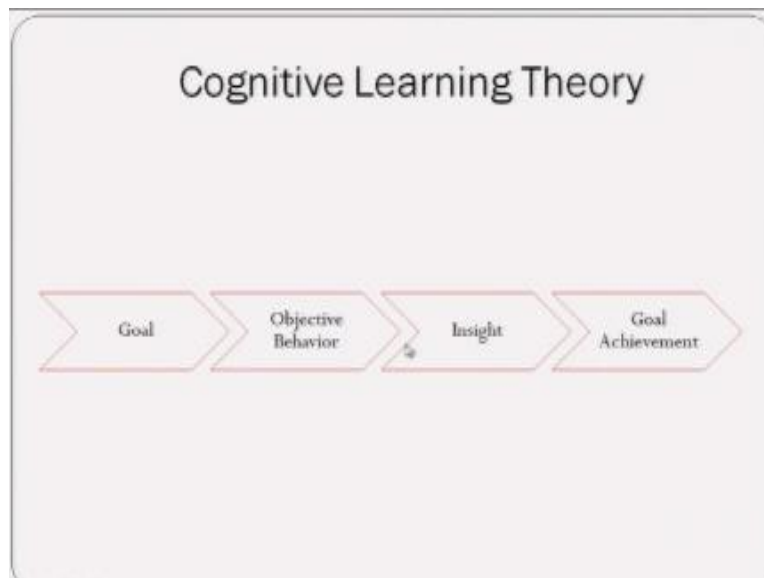 Cognitive Learning Theory
Goal
Objective
Behavior
Insight
Goal
Achievement